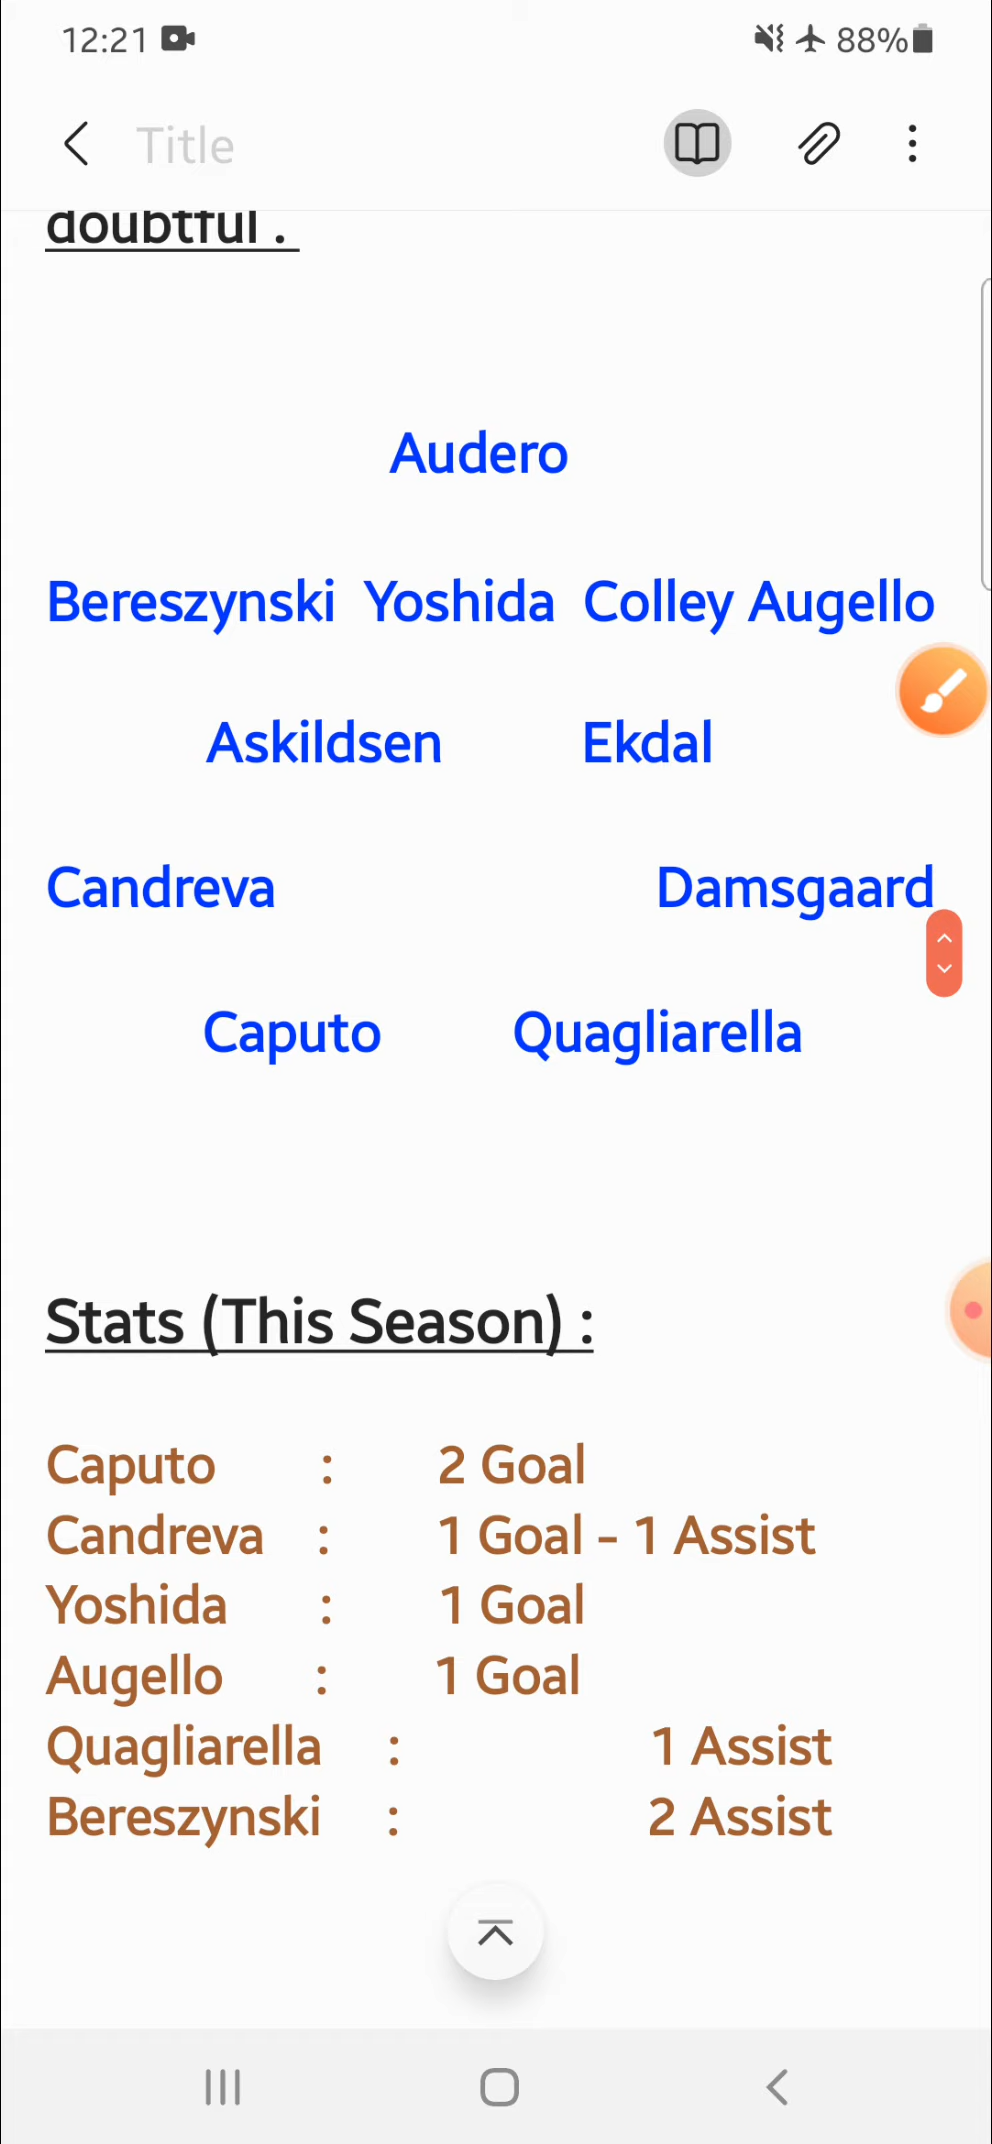 12:21 88%
Title
doubtful .
Audero
Bereszynski Yoshida Colley Augello
Askildsen Ekdal
Candreva Damsgaard
Caputo Quagliarella
Stats (This Season) :
Caputo : 2 Goal
Candreva : 1 Goal - 1 Assist
Yoshida : 1 Goal
Augello : 1 Goal
Quagliarella : 1 Assist
Bereszynski : 2 Assist